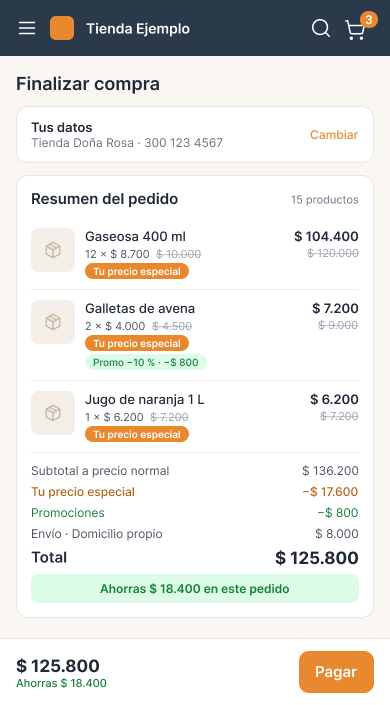 Tienda Ejemplo
3
Finalizar compra
Tus datos
Tienda Doña Rosa · 300 123 4567
Cambiar
Resumen del pedido
15 productos
Gaseosa 400 ml
$ 104.400
12 × $ 8.700 $ 10.000
$ 120.000
Tu precio especial
Galletas de avena
$ 7.200
2 × $ 4.000 $ 4.500
$ 9.000
Tu precio especial
Promo −10 % · −$ 800
Jugo de naranja 1 L
$ 6.200
1 × $ 6.200 $ 7.200
$ 7.200
Tu precio especial
Subtotal a precio normal
$ 136.200
Tu precio especial
−$ 17.600
Promociones
−$ 800
Envío · Domicilio propio
$ 8.000
Total
$ 125.800
Ahorras $ 18.400 en este pedido
$ 125.800
Ahorras $ 18.400
Pagar